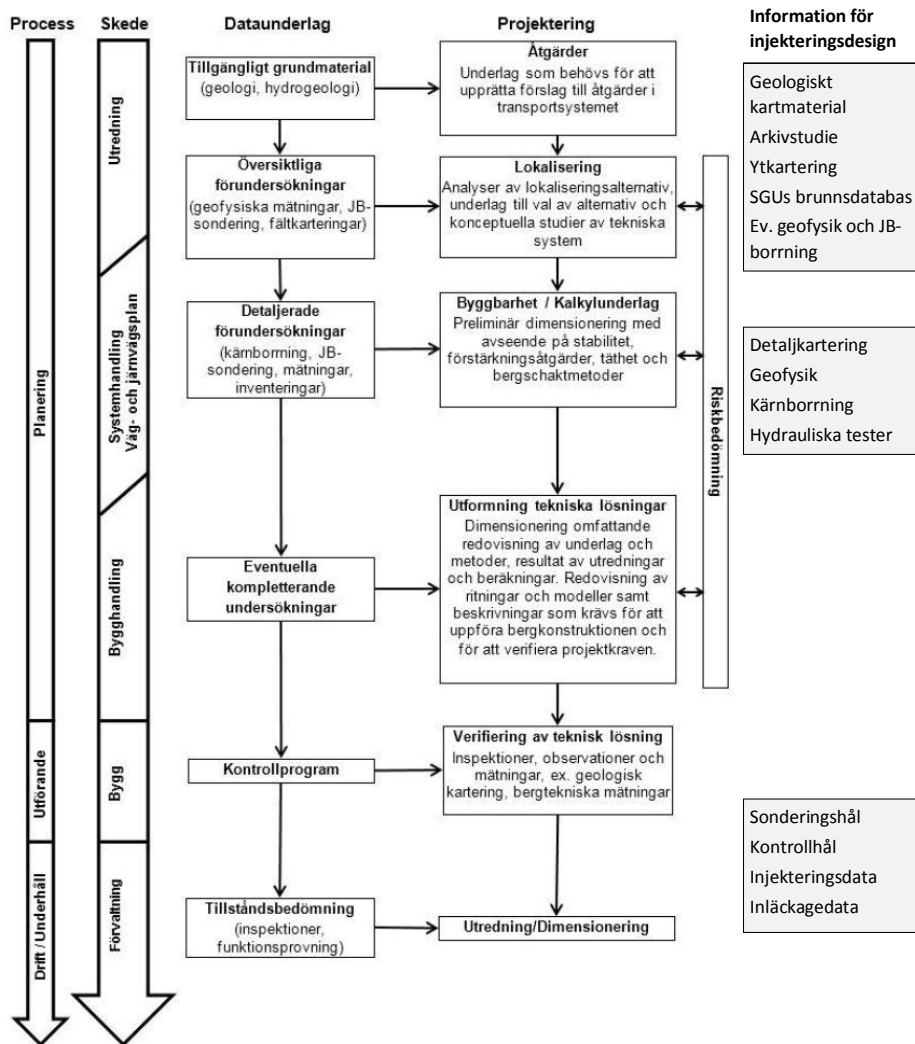 Process
Skede
Dataunderlag
Projektering
Information för
injekteringsdesign
Planering
Utförande
Drift / Underhåll
Utredning
Systemhandling
Väg- och järnvägsplan
Bygghandling
Bygg
Förvaltning
Tillgängligt grundmaterial
(geologi, hydrogeologi)
Översiktliga
förundersökningar
(geofysiska mätningar, JB-
sondering, fältkarteringar)
Detaljerade
förundersökningar
(kärnborrning, JB-
sondering, mätningar,
inventeringar)
Eventuella
kompletterande
undersökningar
Kontrollprogram
Tillståndsbedömning
(inspektioner,
funktionsprovning)
Åtgärder
Underlag som behövs för att
upprätta förslag till åtgärder i
transportsystemet
Lokalisering
Analyser av lokaliseringsalternativ,
underlag till val av alternativ och
konceptuella studier av tekniska
system
Byggbarhet / Kalkylunderlag
Preliminär dimensionering med
avseende på stabilitet,
förstärkningsåtgärder, täthet och
bergschaktmetoder
Utformning tekniska lösningar
Dimensionering omfattande
redovisning av underlag och
metoder, resultat av utredningar
och beräkningar. Redovisning av
ritningar och modeller samt
beskrivningar som krävs för att
uppföra bergkonstruktionen och
för att verifiera projektkraven.
Verifiering av teknisk lösning
Inspektioner, observationer och
mätningar, ex. geologisk
kartering, bergtekniska mätningar
Utredning/Dimensionering
Riskbedömning
Geologiskt
kartmaterial
Arkivstudie
Ytkartering
SGUs brunnsdatabas
Ev. geofysik och JB-
borrning
Detaljkartering
Geofysik
Kärnborrning
Hydrauliska tester
Sonderingshål
Kontrollhål
Injekteringsdata
Inläckagedata